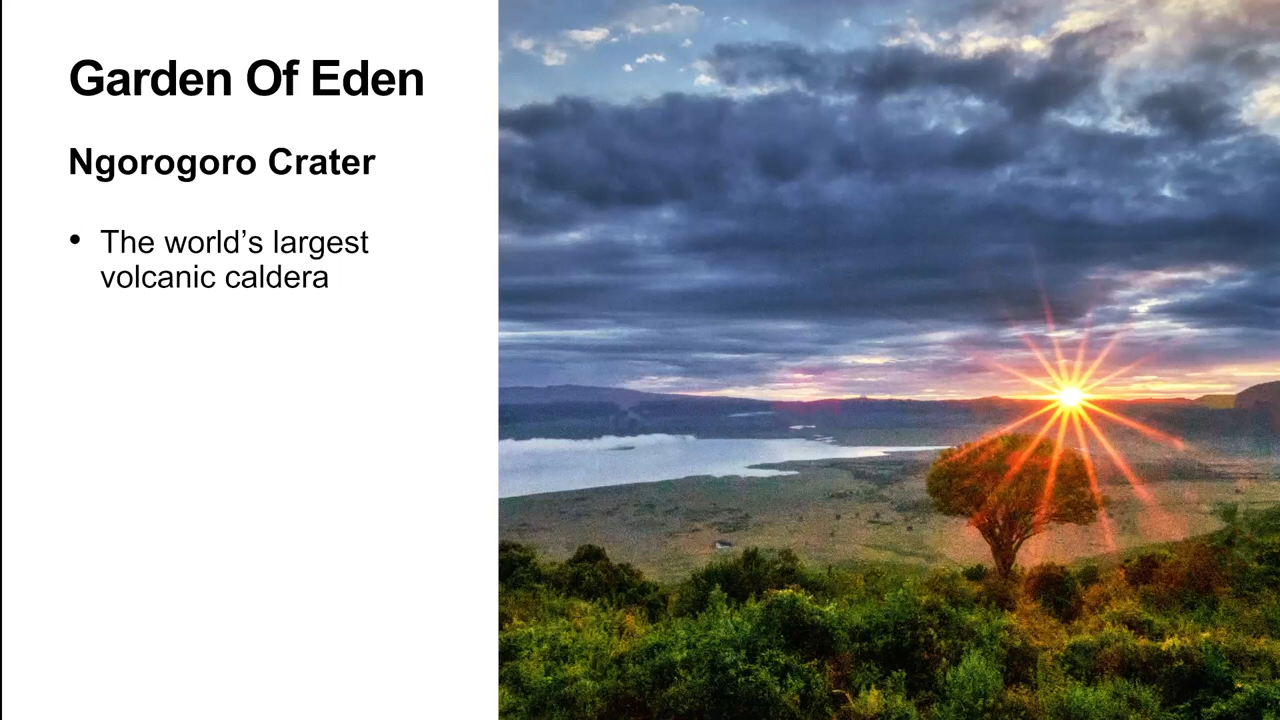 Garden Of Eden
Ngorogoro Crater
• The world’s largest
volcanic caldera